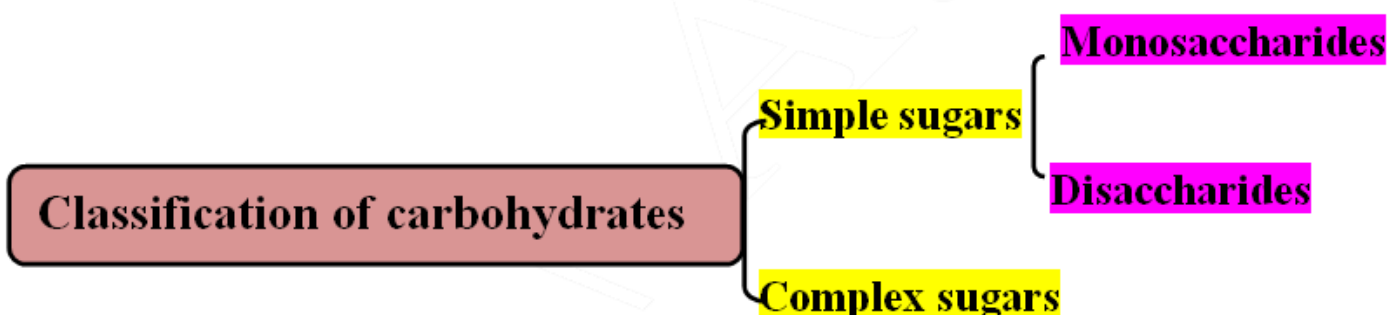 Monosaccharides
Simple sugars
Disaccharides
Classification of carbohydrates
Complex sugars